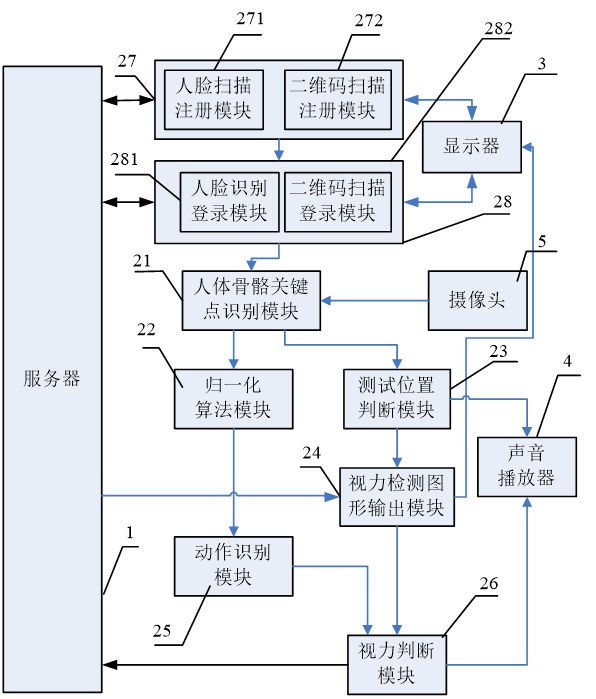 271
272
282
27
3
人脸扫描
注册模块
二维码扫描
注册模块
显示器
281
人脸识别
登录模块
二维码扫描
登录模块
28
5
21
人体骨骼关键
点识别模块
摄像头
22
23
4
服务器
归一化
算法模块
测试位置
判断模块
24
声音
播放器
视力检测图
形输出模块
1
动作识别
模块
25
26
视力判断
模块